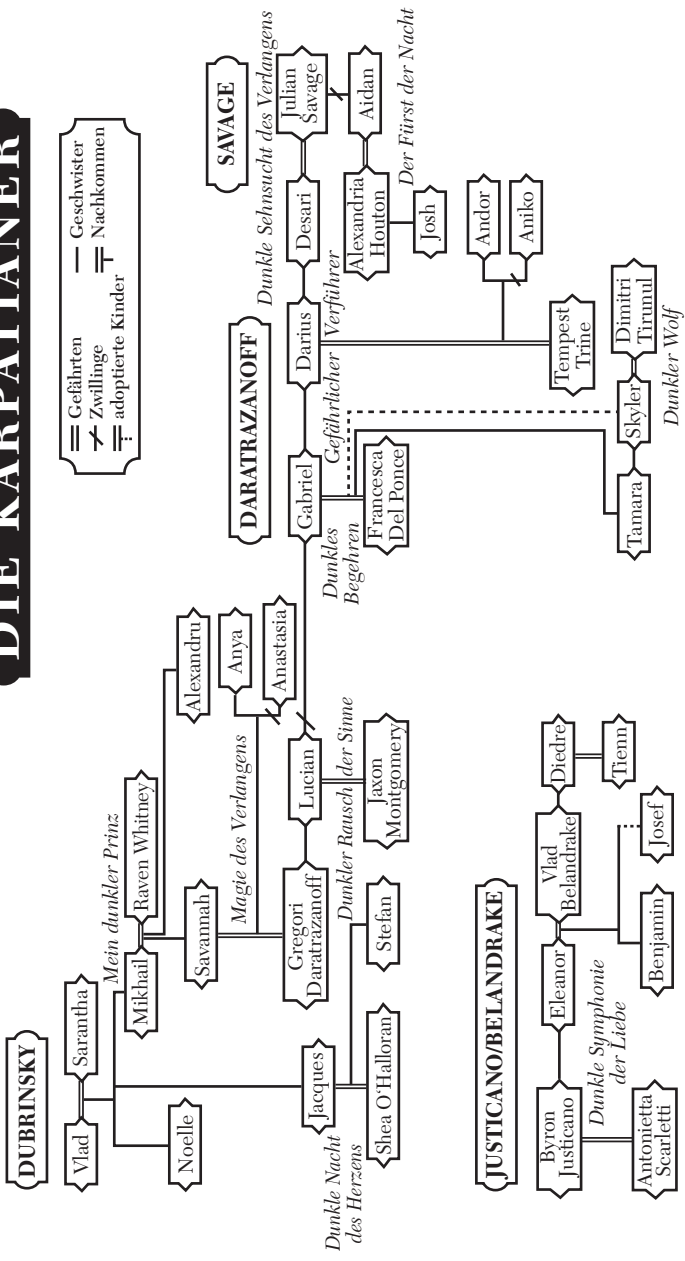 DIE KARPATIANER
Gefährten
Geschwister
Zwillinge
Nachkommen
adoptierte Kinder
DUBRINSKY
Vlad
Sarantha
Noelle
Mein dunkler Prinz
Mikhail
Raven Whitney
Alexandru
Savannah
Magie des Verlangens
Anya
Anastasia
Gregori
Daratrazanoff
Jacques
Dunkle Nacht
des Herzens
Shea O'Halloran
Stefan
DARATRAZANOFF
Lucian
Dunkler Rausch der Sinne
Jaxon
Montgomery
Gabriel
Dunkles
Begehren
Francesca
Del Ponce
Gefährlicher Verführer
Darius
Tempest
Trine
Andor
Aniko
Tamara
Skyler
Dimitri
Tirunul
Dunkler Wolf
SAVAGE
Dunkle Sehnsucht des Verlangens
Desari
Julian
Savage
Aidan
Alexandria
Houton
Der Fürst der Nacht
Josh
JUSTICANO/BELANDRAKE
Byron
Justicano
Eleanor
Vlad
Belandrake
Diedre
Tienn
Dunkle Symphonie
der Liebe
Antonietta
Scarletti
Benjamin
Josef